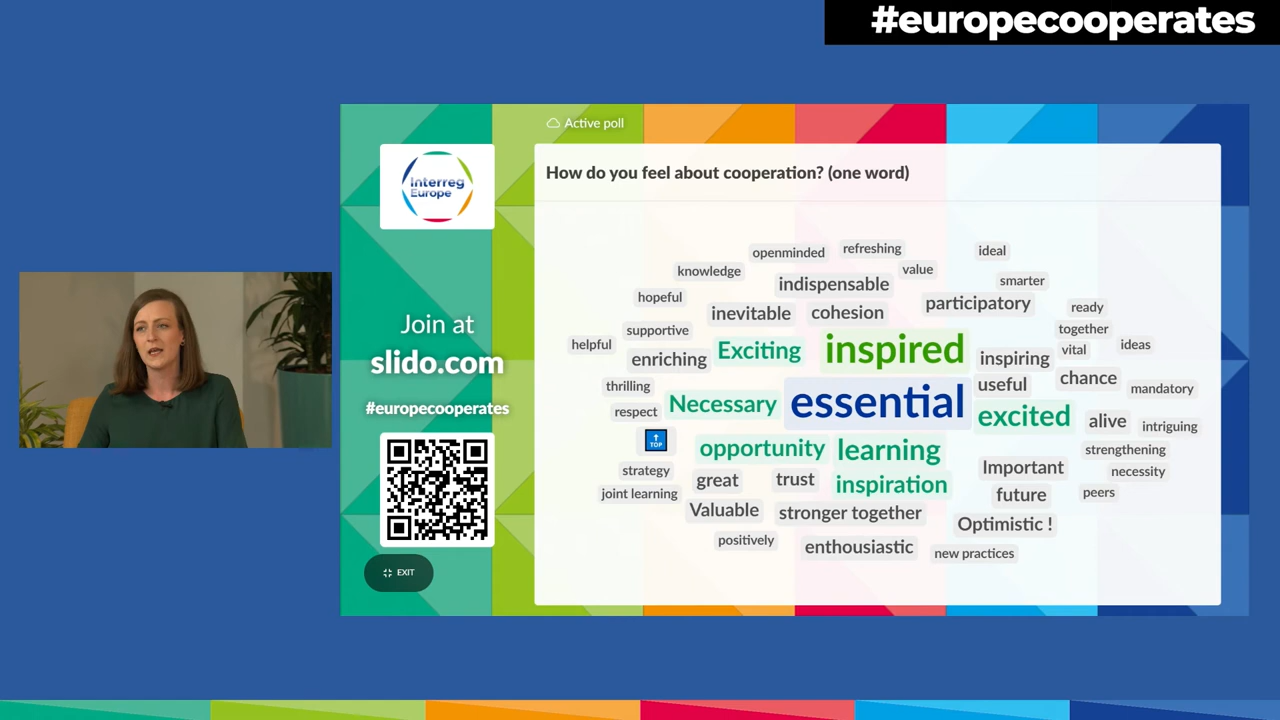 #europecooperates
Active poll
Interreg
Europe
How do you feel about cooperation? (one word)
Join at
slido.com
#europecooperates
EXIT
openminded
refreshing
ideal
knowledge
indispensable
value
smarter
hopeful
inevitable
cohesion
participatory
ready
supportive
together
helpful
enriching
Exciting
inspired
inspiring
vital
ideas
thrilling
useful
chance
mandatory
respect
Necessary
essential
excited
alive
intriguing
TOP
opportunity
learning
strengthening
strategy
great
trust
Important
necessity
joint learning
inspiration
future
peers
Valuable
stronger together
Optimistic !
positively
enthousiastic
new practices